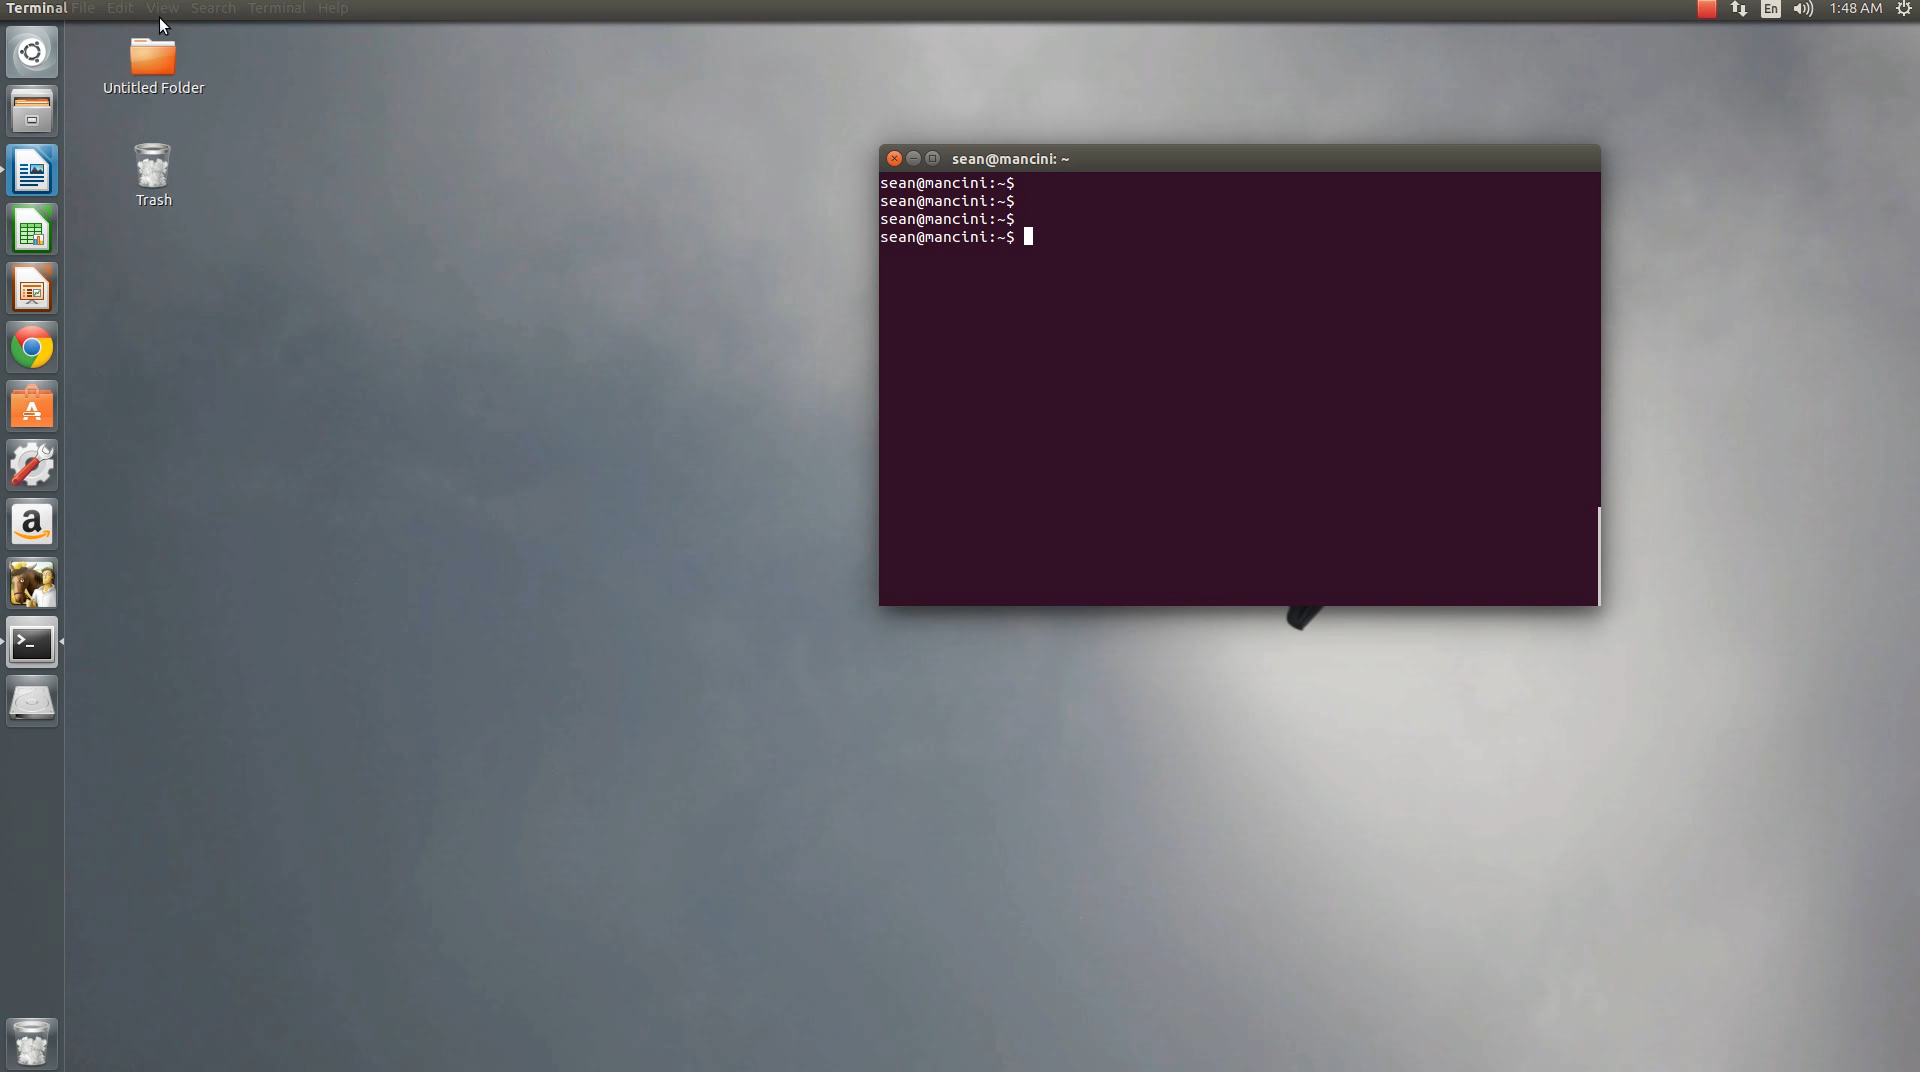 Terminal File Edit View Search Terminal Help
En 1:48 AM
Untitled Folder
Trash
sean@mancini: ~
sean@mancini:~$
sean@mancini:~$
sean@mancini:~$
sean@mancini:~$